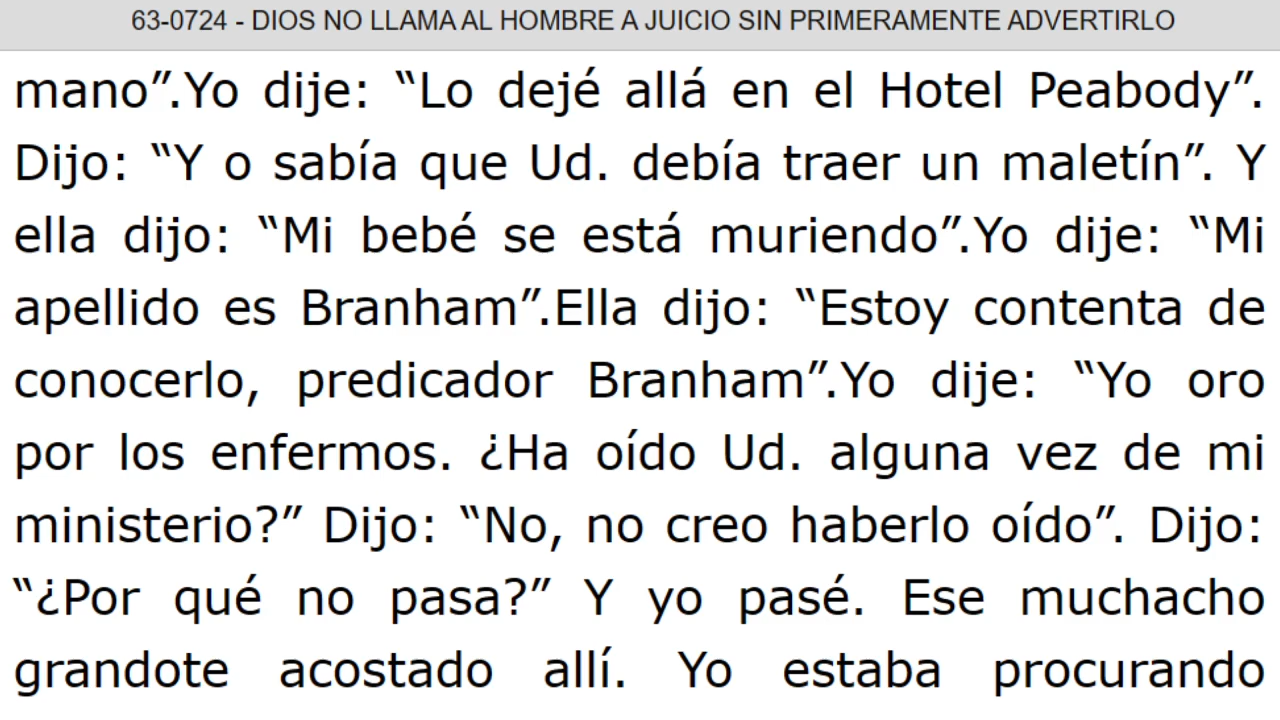 63-0724 - DIOS NO LLAMA AL HOMBRE A JUICIO SIN PRIMERAMENTE ADVERTIRLO
mano”.Yo dije: “Lo dejé allá en el Hotel Peabody”.
Dijo: “Y o sabía que Ud. debía traer un maletín”. Y
ella dijo: “Mi bebé se está muriendo”.Yo dije: “Mi
apellido es Branham”.Ella dijo: “Estoy contenta de
conocerlo, predicador Branham”.Yo dije: “Yo oro
por los enfermos. ¿Ha oído Ud. alguna vez de mi
ministerio?” Dijo: “No, no creo haberlo oído”. Dijo:
“¿Por qué no pasa?” Y yo pasé. Ese muchacho
grandote acostado allí. Yo estaba procurando